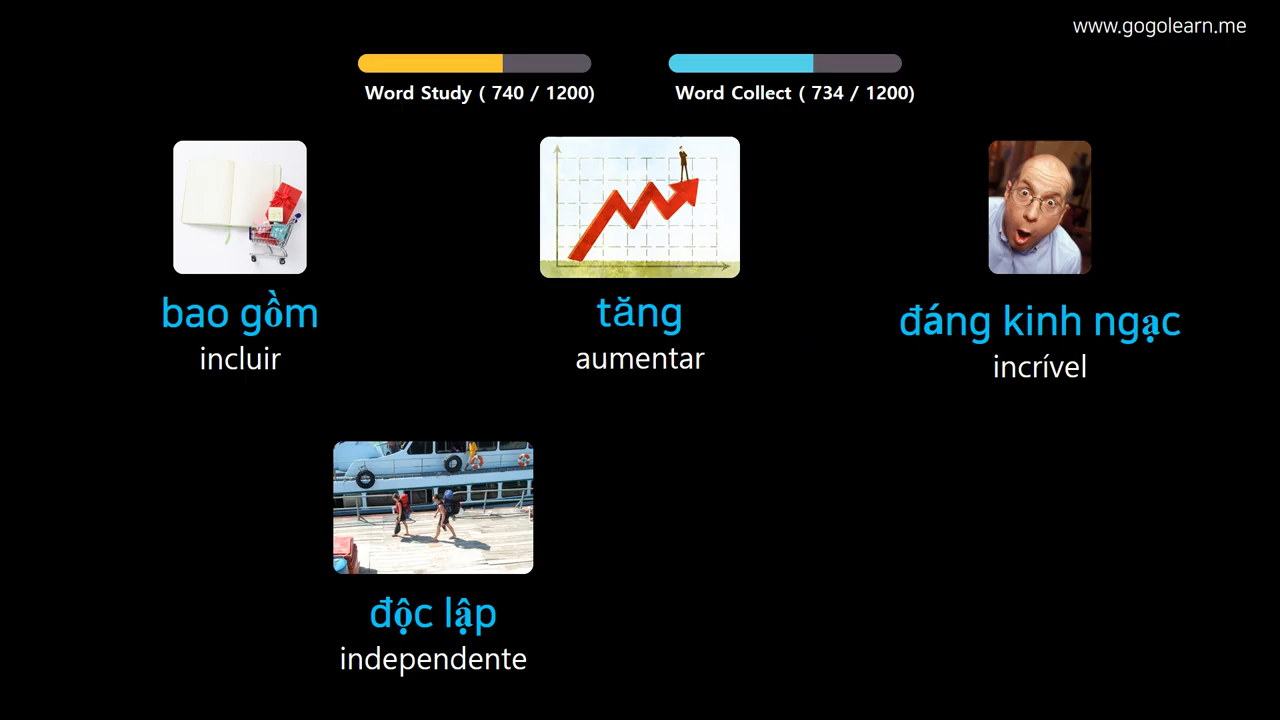 www.gogolearn.me
Word Study ( 740 / 1200)
Word Collect ( 734 / 1200)
bao gồm
incluir
tăng
aumentar
đáng kinh ngạc
incrível
độc lập
independente